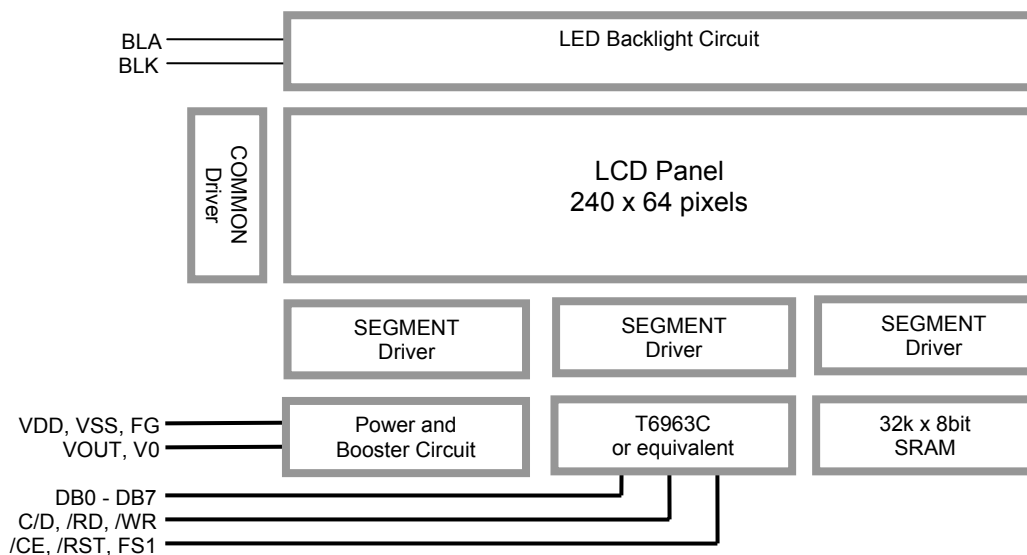 BLA
BLK
LED Backlight Circuit
COMMON
Driver
LCD Panel
240 x 64 pixels
SEGMENT
Driver
SEGMENT
Driver
SEGMENT
Driver
VDD, VSS, FG
VOUT, V0
Power and
Booster Circuit
T6963C
or equivalent
32k x 8bit
SRAM
DB0 - DB7
C/D, /RD, /WR
/CE, /RST, FS1